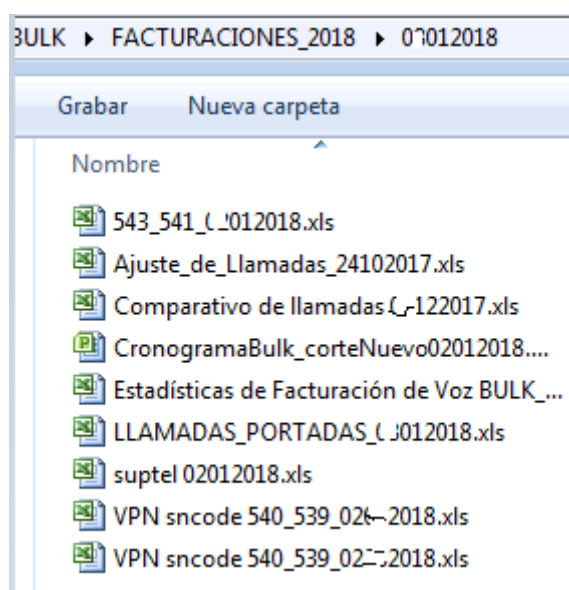 BULK ▸ FACTURACIONES_2018 ▸
Grabar Nueva carpeta
Nombre
543_541_
Ajuste_de_Llamadas_24102017.xls
Comparativo de llamadas
CronogramaBulk_corteNuevo02012018....
Estadísticas de Facturación de Voz BULK_...
LLAMADAS_PORTADAS_
suptel 02012018.xls
VPN sncode 540_539_
VPN sncode 540_539_